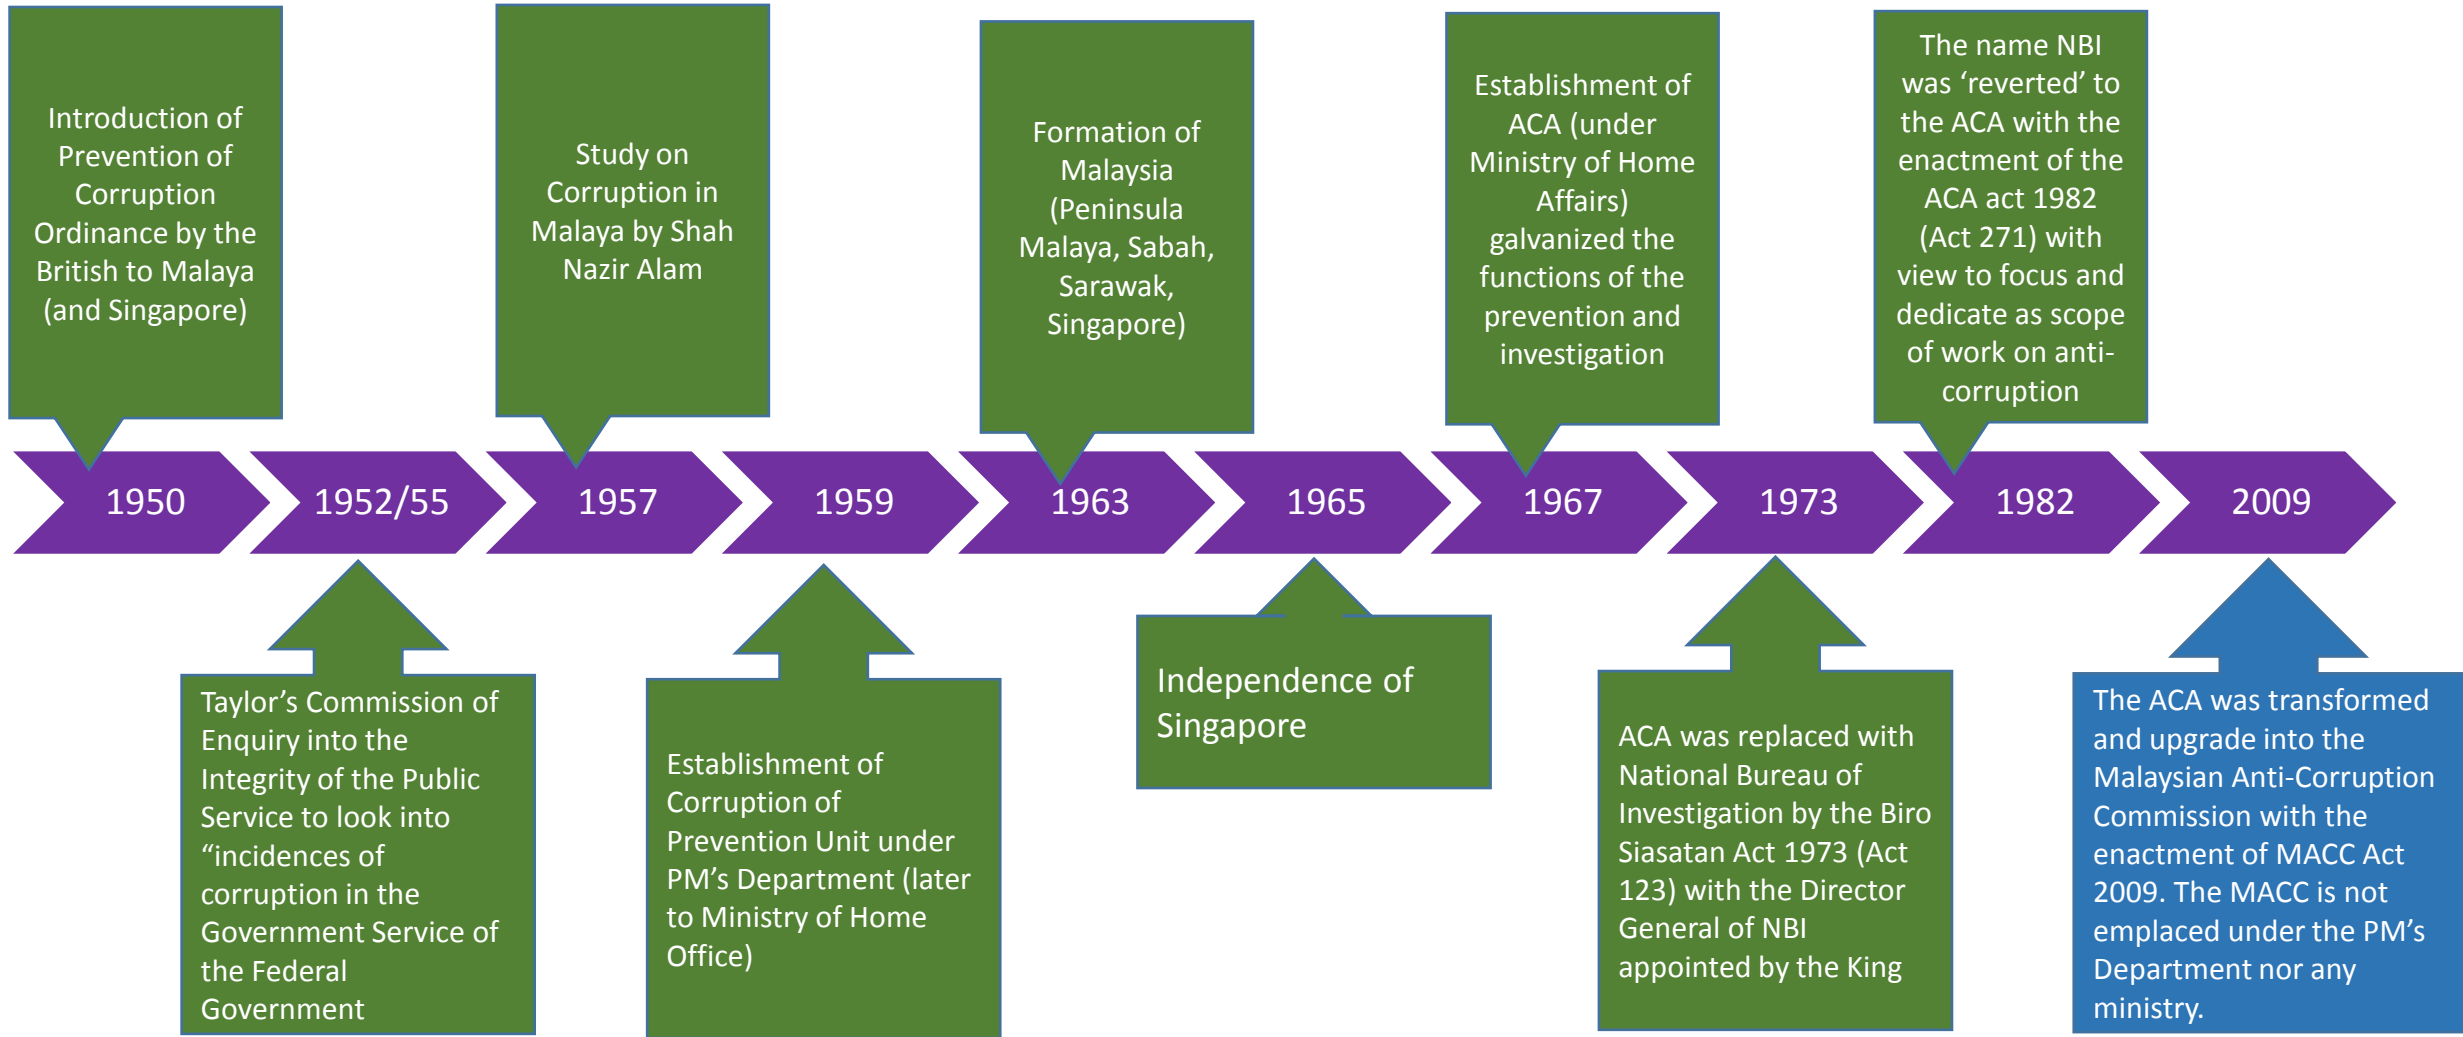 Introduction of
Prevention of
Corruption
Ordinance by the
British to Malaya
(and Singapore)
Study on
Corruption in
Malaya by Shah
Nazir Alam
Formation of
Malaysia
(Peninsula
Malaya, Sabah,
Sarawak,
Singapore)
Establishment of
ACA (under
Ministry of Home
Affairs)
galvanized the
functions of the
prevention and
investigation
The name NBI
was ‘reverted’ to
the ACA with the
enactment of the
ACA act 1982
(Act 271) with
view to focus and
dedicate as scope
of work on anti-
corruption
1950
1952/55
1957
1959
1963
1965
1967
1973
1982
2009
Taylor’s Commission of
Enquiry into the
Integrity of the Public
Service to look into
“incidences of
corruption in the
Government Service of
the Federal
Government
Establishment of
Corruption of
Prevention Unit under
PM’s Department (later
to Ministry of Home
Office)
Independence of
Singapore
ACA was replaced with
National Bureau of
Investigation by the Biro
Siasatan Act 1973 (Act
123) with the Director
General of NBI
appointed by the King
The ACA was transformed
and upgrade into the
Malaysian Anti-Corruption
Commission with the
enactment of MACC Act
2009. The MACC is not
emplaced under the PM’s
Department nor any
ministry.